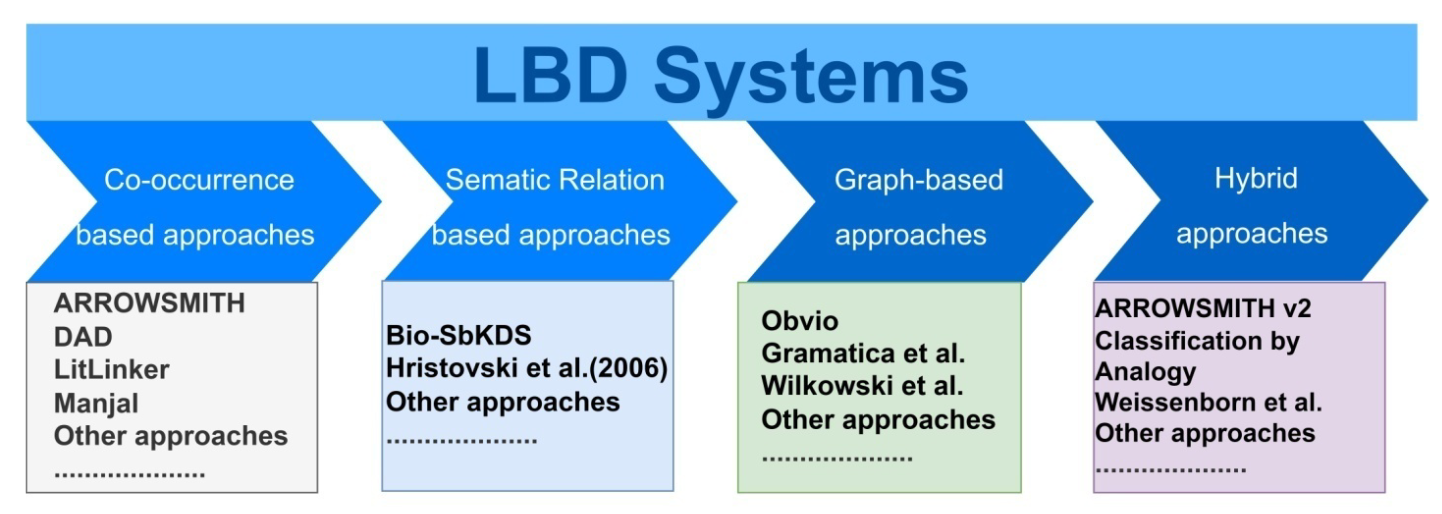 LBD Systems
Co-occurrence
based approaches
Sematic Relation
based approaches
Graph-based
approaches
Hybrid
approaches
ARROWSMITH
DAD
LitLinker
Manjal
Other approaches
....................
Bio-SbKDS
Hristovski et al.(2006)
Other approaches
....................
Obvio
Gramatica et al.
Wilkowski et al.
Other approaches
....................
ARROWSMITH v2
Classification by
Analogy
Weissenborn et al.
Other approaches
....................